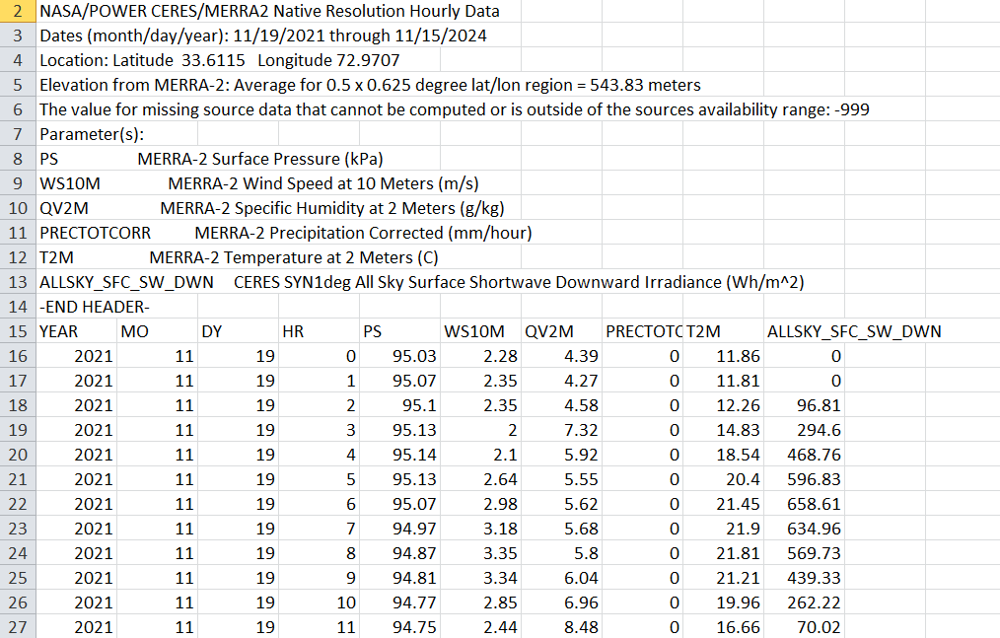 2 NASA/POWER CERES/MERRA2 Native Resolution Hourly Data
3 Dates (month/day/year): 11/19/2021 through 11/15/2024
4 Location: Latitude  33.6115   Longitude 72.9707
5 Elevation from MERRA-2: Average for 0.5 x 0.625 degree lat/lon region = 543.83 meters
6 The value for missing source data that cannot be computed or is outside of the sources availability range: -999
7 Parameter(s):
8 PS MERRA-2 Surface Pressure (kPa)
9 WS10M MERRA-2 Wind Speed at 10 Meters (m/s)
10 QV2M MERRA-2 Specific Humidity at 2 Meters (g/kg)
11 PRECTOTCORR MERRA-2 Precipitation Corrected (mm/hour)
12 T2M MERRA-2 Temperature at 2 Meters (C)
13 ALLSKY_SFC_SW_DWN CERES SYN1deg All Sky Surface Shortwave Downward Irradiance (Wh/m^2)
14 -END HEADER-
15 YEAR MO DY HR PS WS10M QV2M PRECTOTC T2M ALLSKY_SFC_SW_DWN
16 2021 11 19 0 95.03 2.28 4.39 0 11.86 0
17 2021 11 19 1 95.07 2.35 4.27 0 11.81 0
18 2021 11 19 2 95.1 2.35 4.58 0 12.26 96.81
19 2021 11 19 3 95.13 2 7.32 0 14.83 294.6
20 2021 11 19 4 95.14 2.1 5.92 0 18.54 468.76
21 2021 11 19 5 95.13 2.64 5.55 0 20.4 596.83
22 2021 11 19 6 95.07 2.98 5.62 0 21.45 658.61
23 2021 11 19 7 94.97 3.18 5.68 0 21.9 634.96
24 2021 11 19 8 94.87 3.35 5.8 0 21.81 569.73
25 2021 11 19 9 94.81 3.34 6.04 0 21.21 439.33
26 2021 11 19 10 94.77 2.85 6.96 0 19.96 262.22
27 2021 11 19 11 94.75 2.44 8.48 0 16.66 70.02